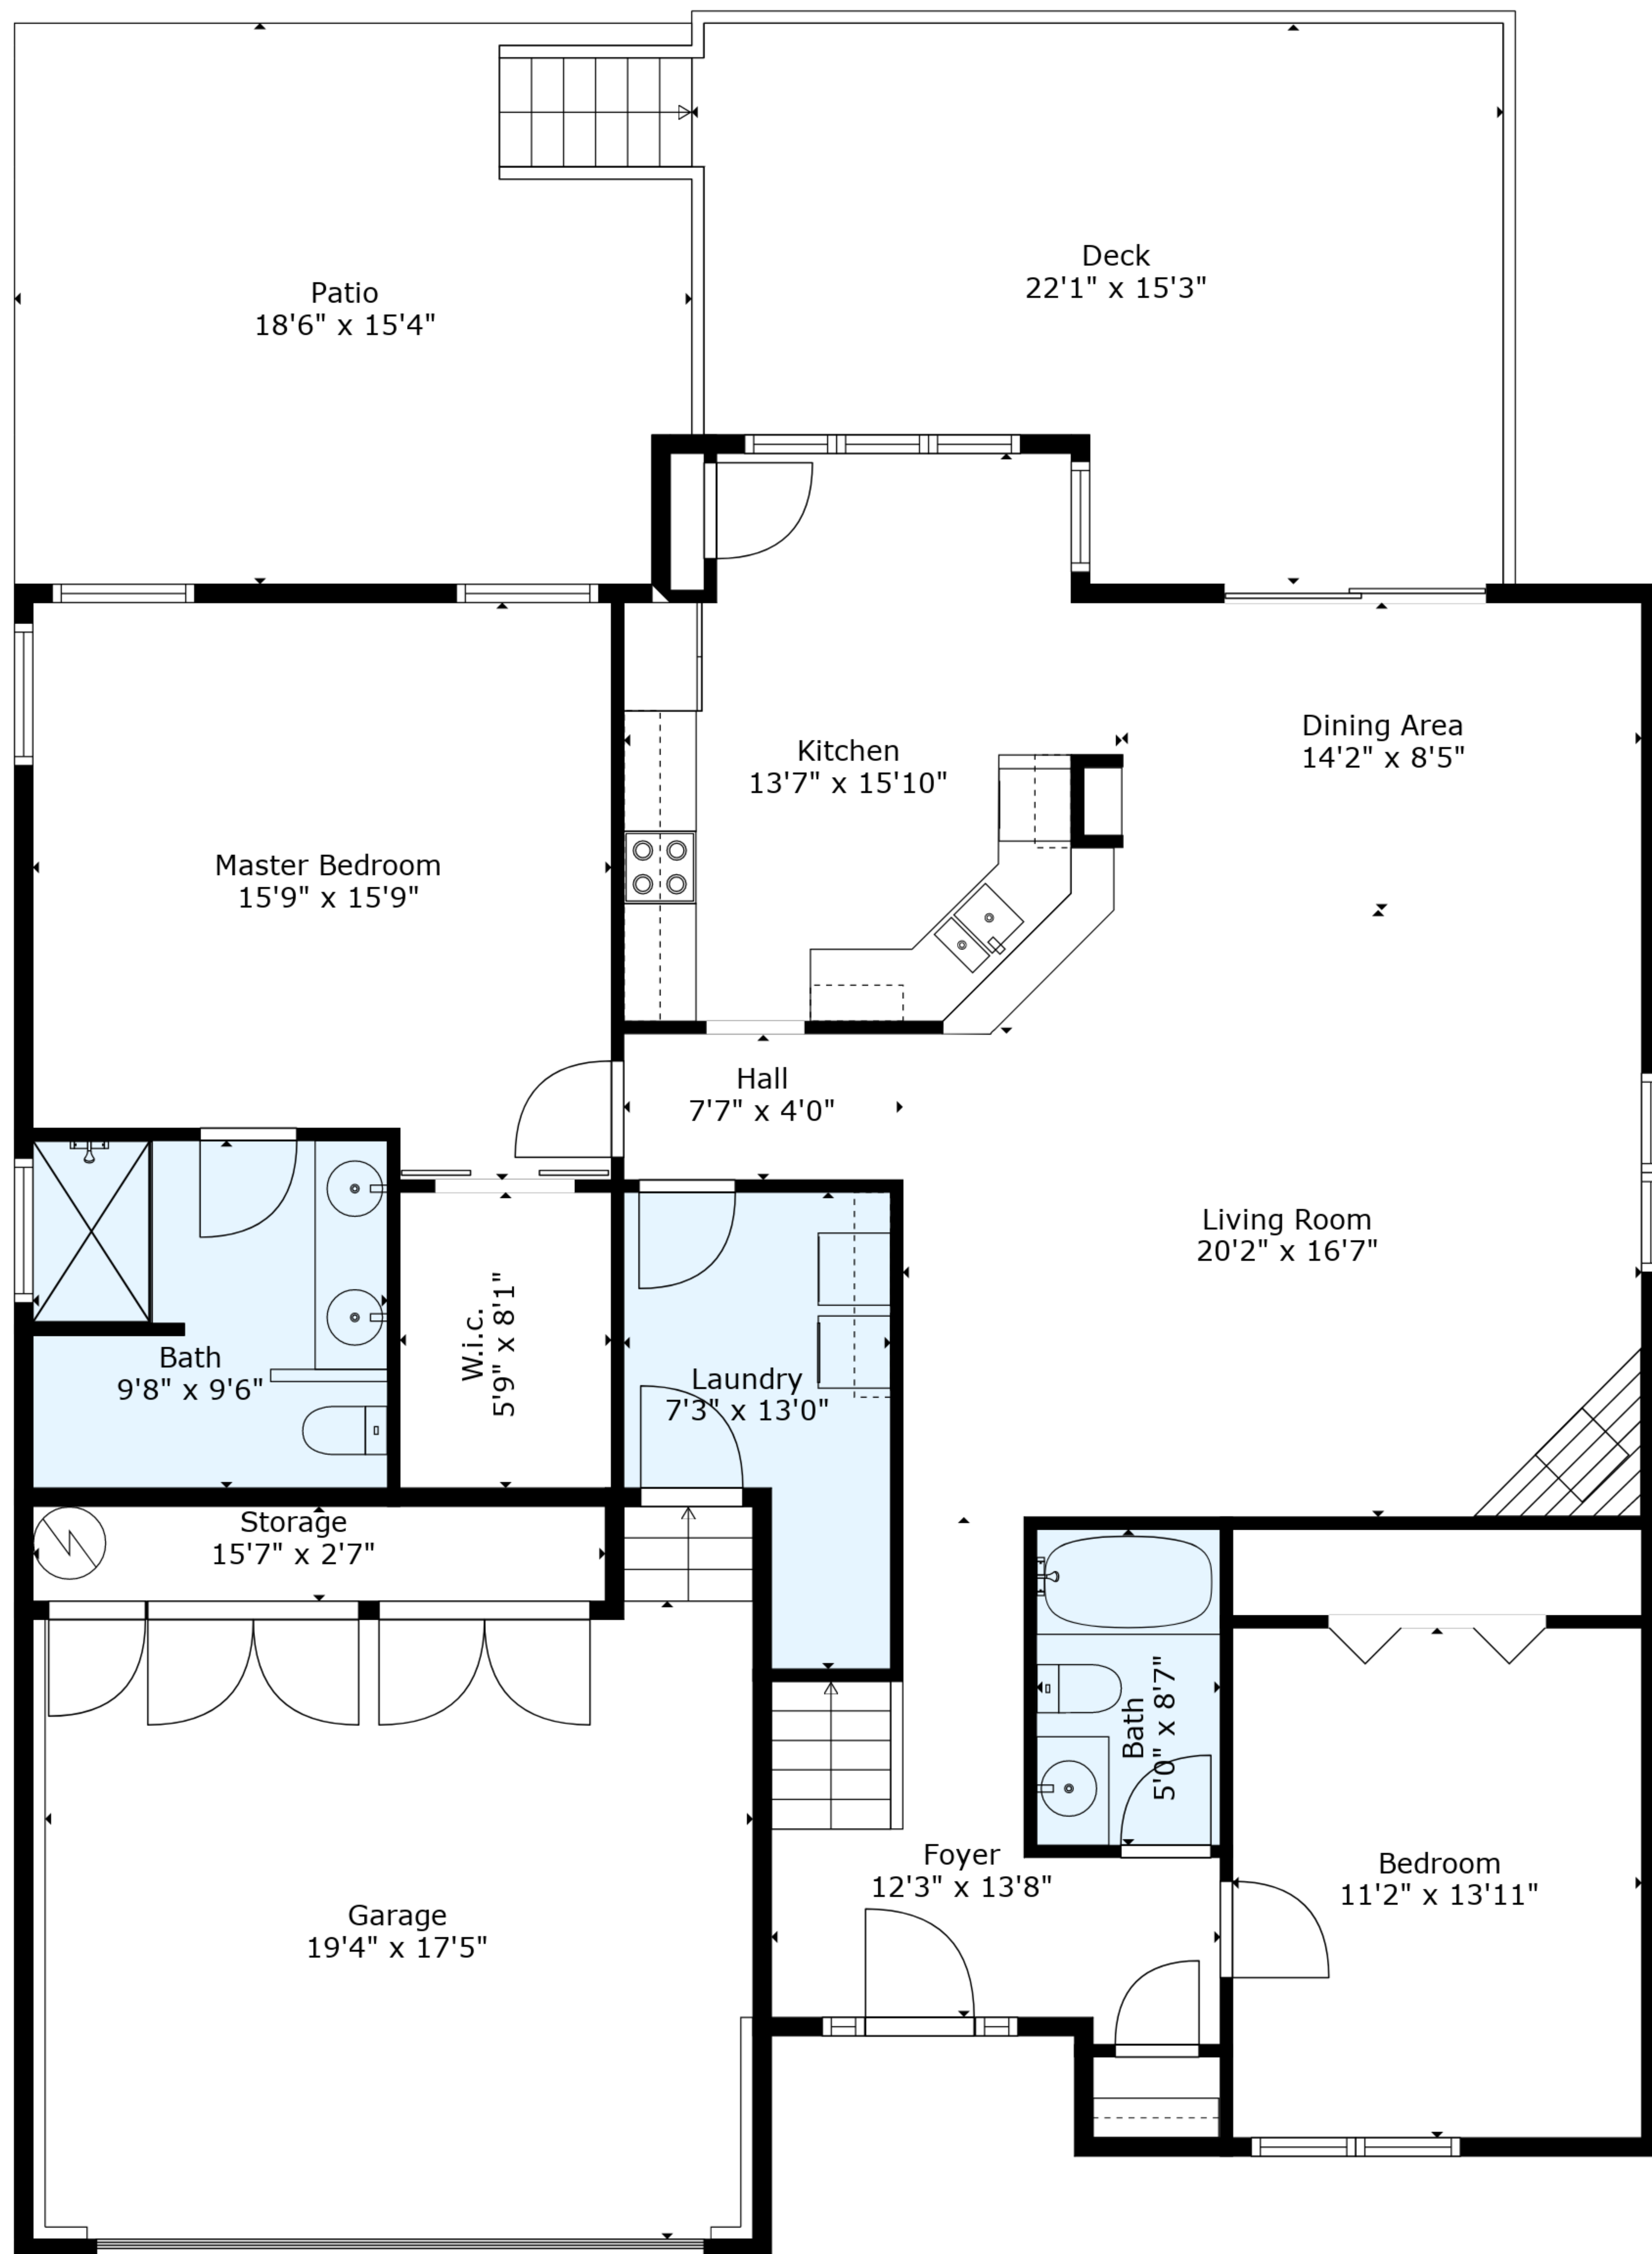 Deck
22'1" x 15'3"
Patio
18'6" x 15'4"
Dining Area
14'2" x 8'5"
Kitchen
13'7" x 15'10"
Master Bedroom
15'9" x 15'9"
Hall
7'7" x 4'0"
Living Room
20'2" x 16'7"
W.i.c.
5'9" x 8'1"
Bath
9'8" x 9'6"
Laundry
7'3" x 13'0"
Storage
15'7" x 2'7"
Bath
5'0" x 8'7"
Foyer
12'3" x 13'8"
Bedroom
11'2" x 13'11"
Garage
19'4" x 17'5"